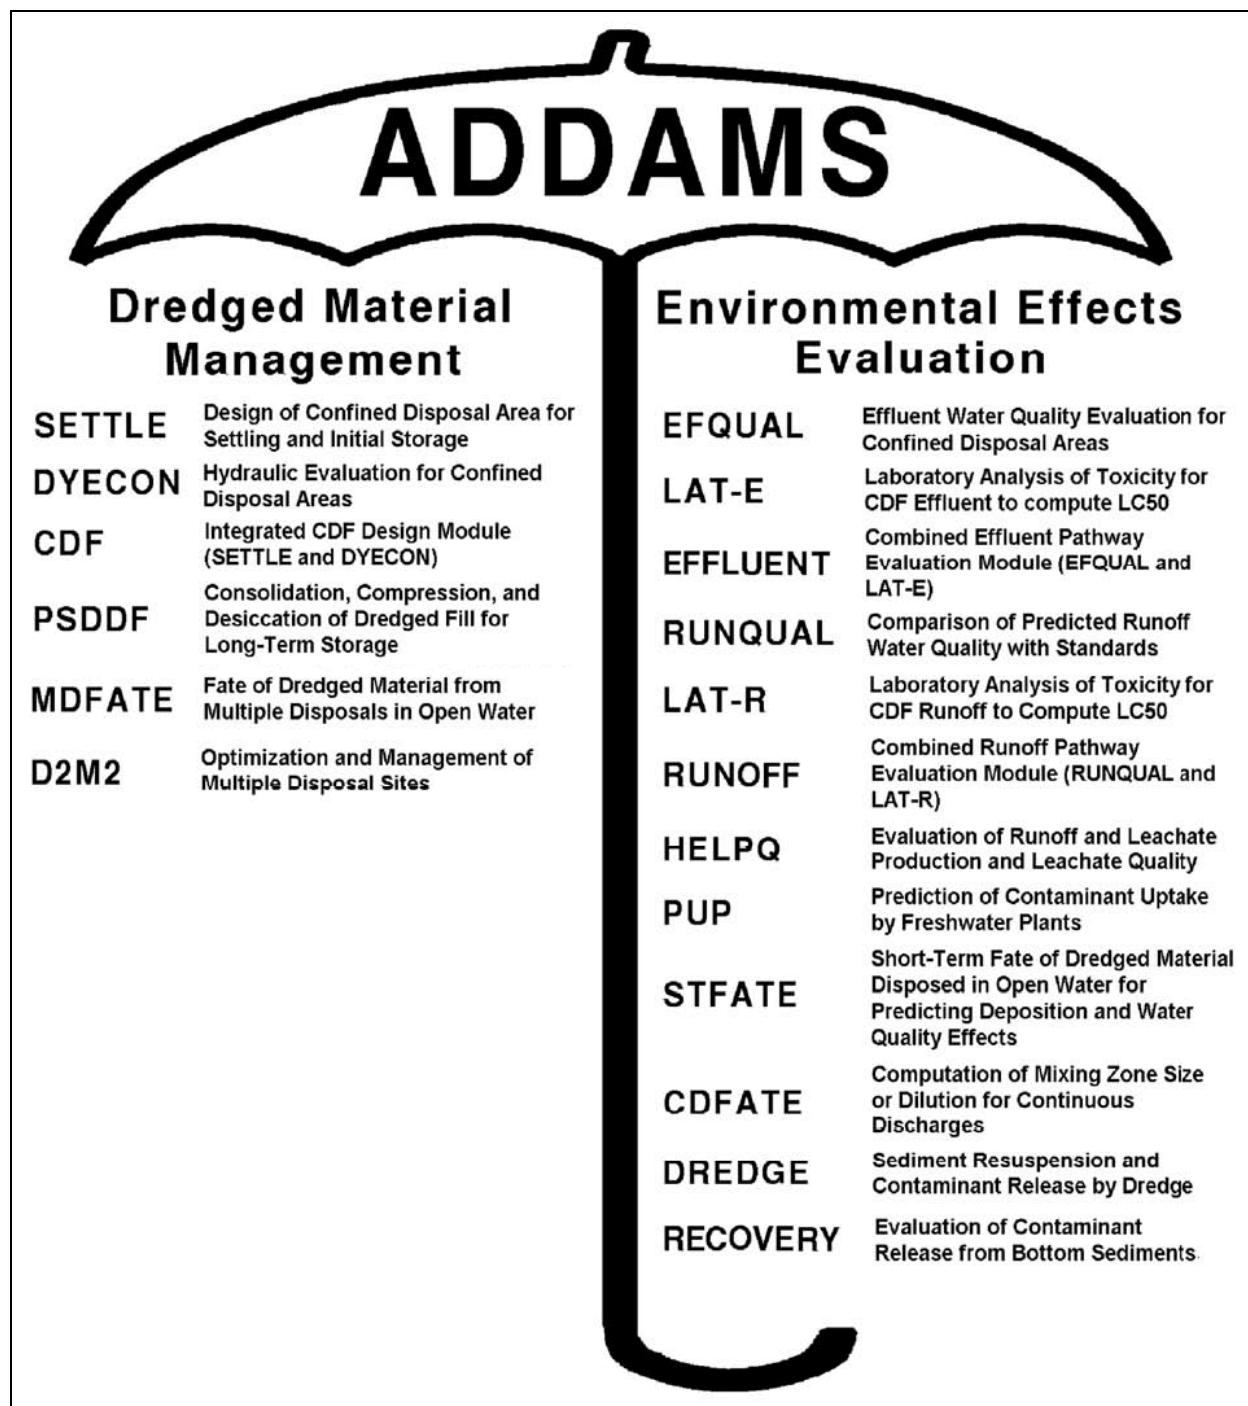 ADDAMS
Dredged Material
Management
SETTLE
Design of Confined Disposal Area for
Settling and Initial Storage
DYECON
Hydraulic Evaluation for Confined
Disposal Areas
CDF
Integrated CDF Design Module
(SETTLE and DYECON)
PSDDF
Consolidation, Compression, and
Desiccation of Dredged Fill for
Long-Term Storage
MDFATE
Fate of Dredged Material from
Multiple Disposals in Open Water
D2M2
Optimization and Management of
Multiple Disposal Sites
Environmental Effects
Evaluation
EFQUAL
Effluent Water Quality Evaluation for
Confined Disposal Areas
LAT-E
Laboratory Analysis of Toxicity for
CDF Effluent to compute LC50
EFFLUENT
Combined Effluent Pathway
Evaluation Module (EFQUAL and
LAT-E)
RUNQUAL
Comparison of Predicted Runoff
Water Quality with Standards
LAT-R
Laboratory Analysis of Toxicity for
CDF Runoff to Compute LC50
RUNOFF
Combined Runoff Pathway
Evaluation Module (RUNQUAL and
LAT-R)
HELPQ
Evaluation of Runoff and Leachate
Production and Leachate Quality
PUP
Prediction of Contaminant Uptake
by Freshwater Plants
STFATE
Short-Term Fate of Dredged Material
Disposed in Open Water for
Predicting Deposition and Water
Quality Effects
CDFATE
Computation of Mixing Zone Size
or Dilution for Continuous
Discharges
DREDGE
Sediment Resuspension and
Contaminant Release by Dredge
RECOVERY
Evaluation of Contaminant
Release from Bottom Sediments